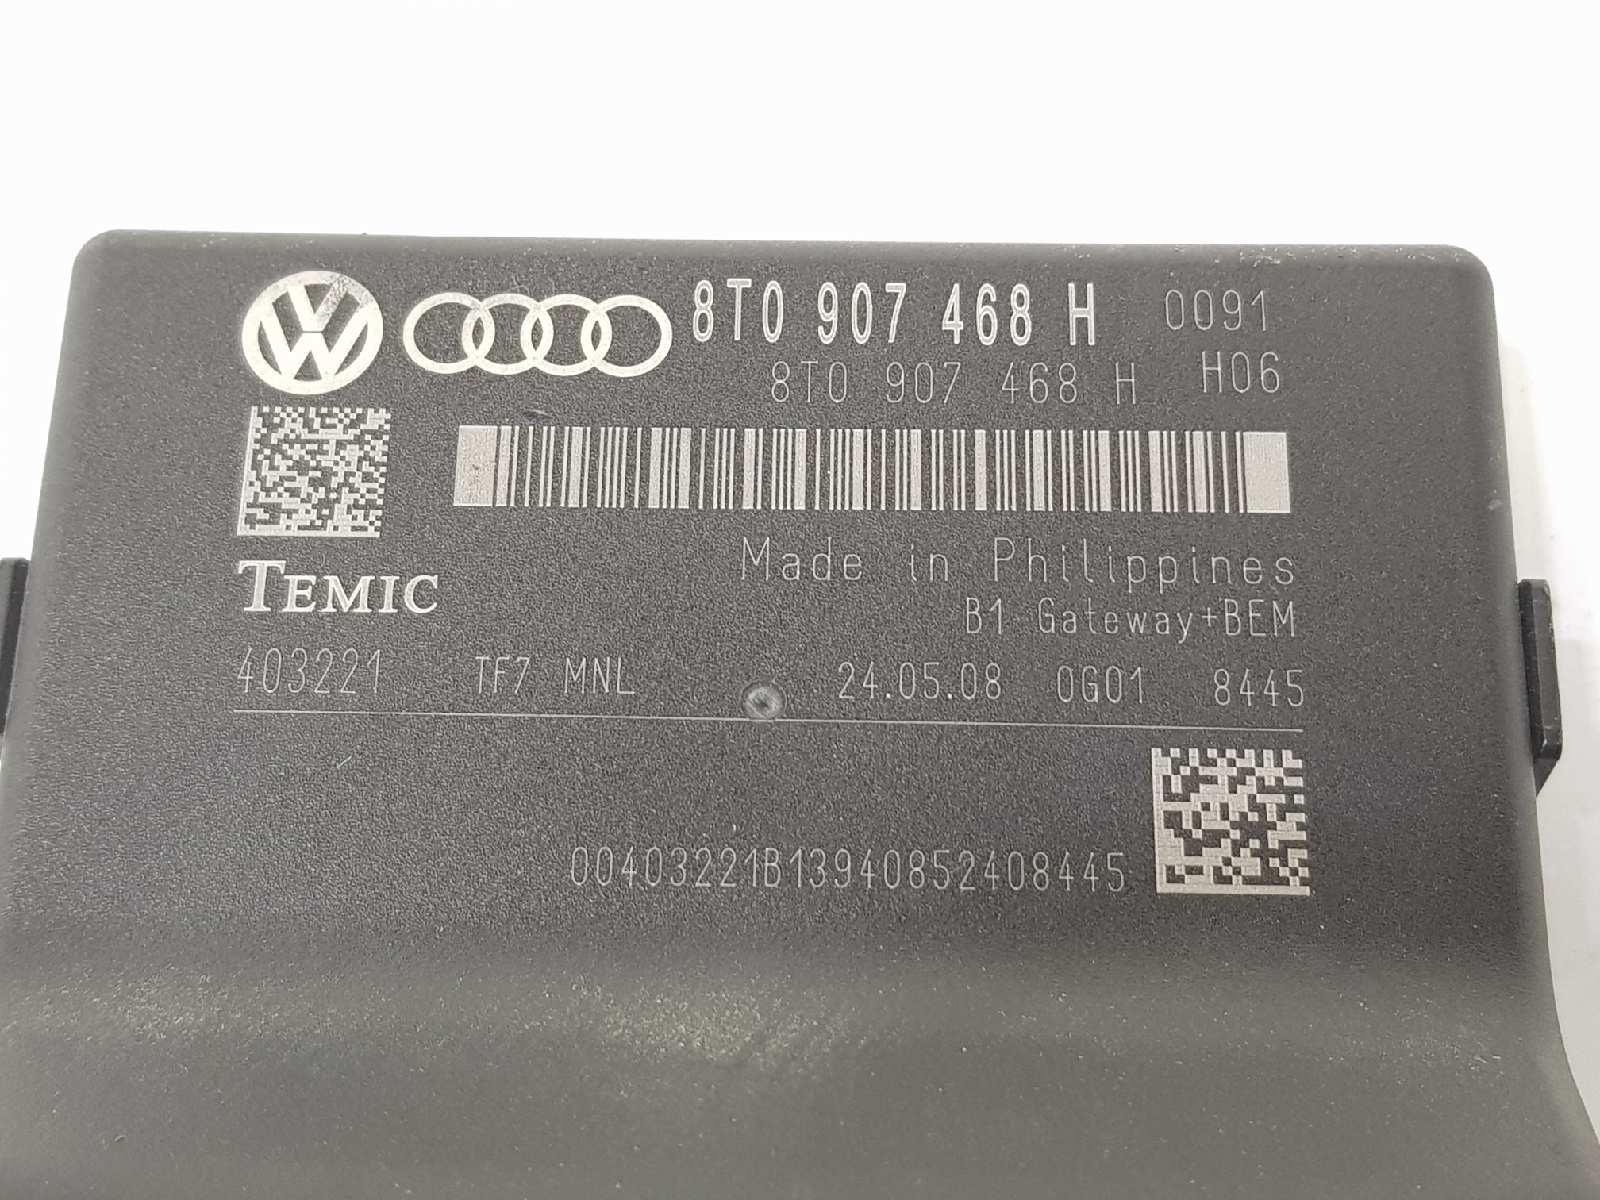 8T0 907 468 H 0091
8T0 907 468 H H06
TEMIC
Made in Philippines
B1 Gateway+BEM
403221 TF7 MNL 24.05.08 0G01 8445
00403221B13940852408445